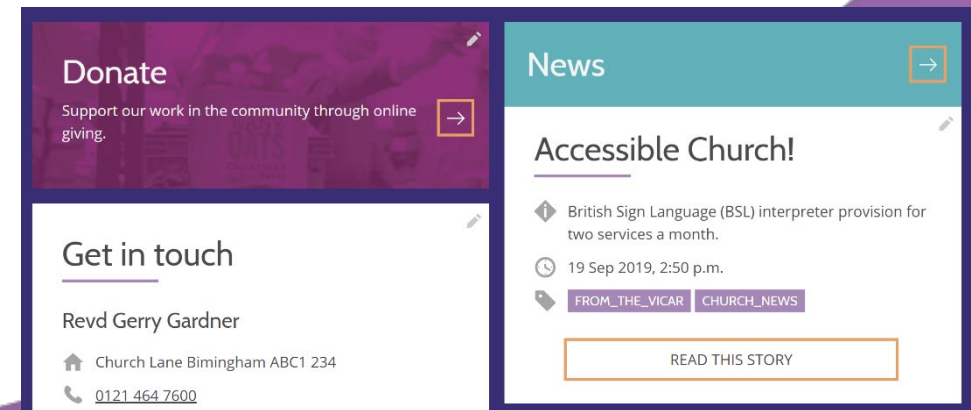 Donate
Support our work in the community through online
giving.
Get in touch
Revd Gerry Gardner
Church Lane Bimingham ABC1 234
0121 464 7600
News
Accessible Church!
British Sign Language (BSL) interpreter provision for
two services a month.
19 Sep 2019, 2:50 p.m.
FROM_THE_VICAR CHURCH_NEWS
READ THIS STORY